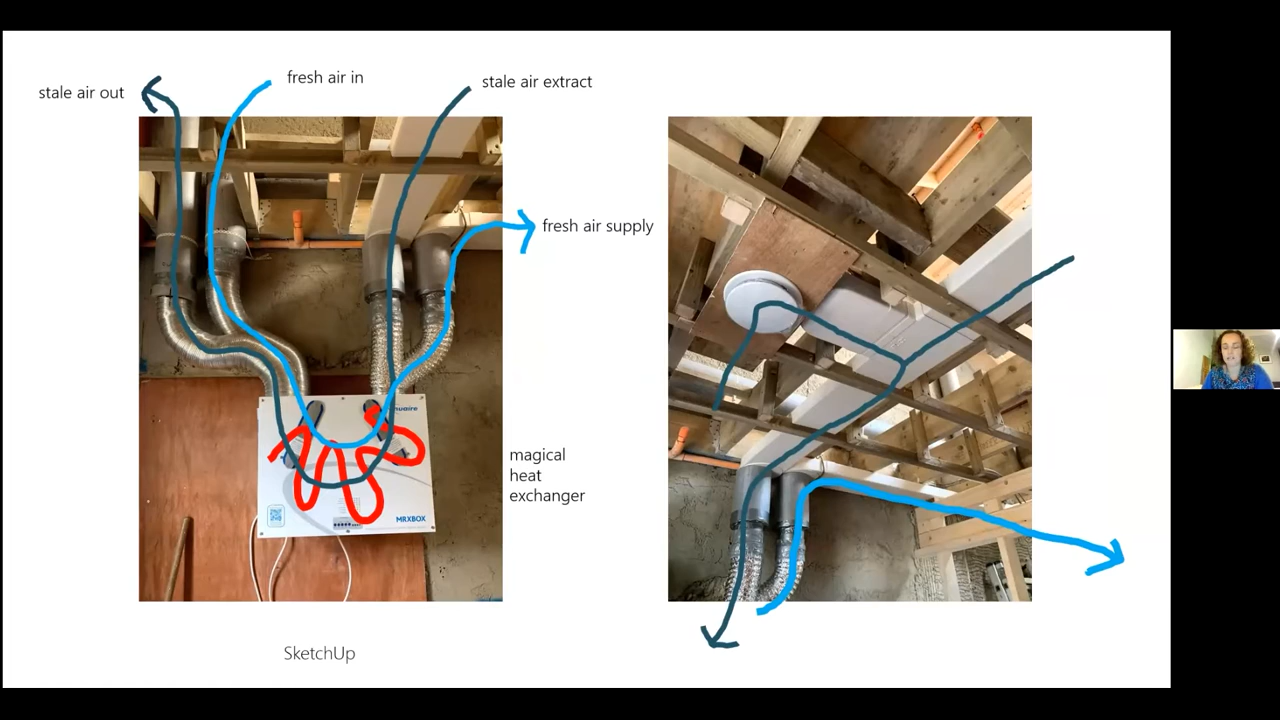 fresh air in
stale air extract
stale air out
fresh air supply
magical
heat
exchanger
MRXBOX
SketchUp